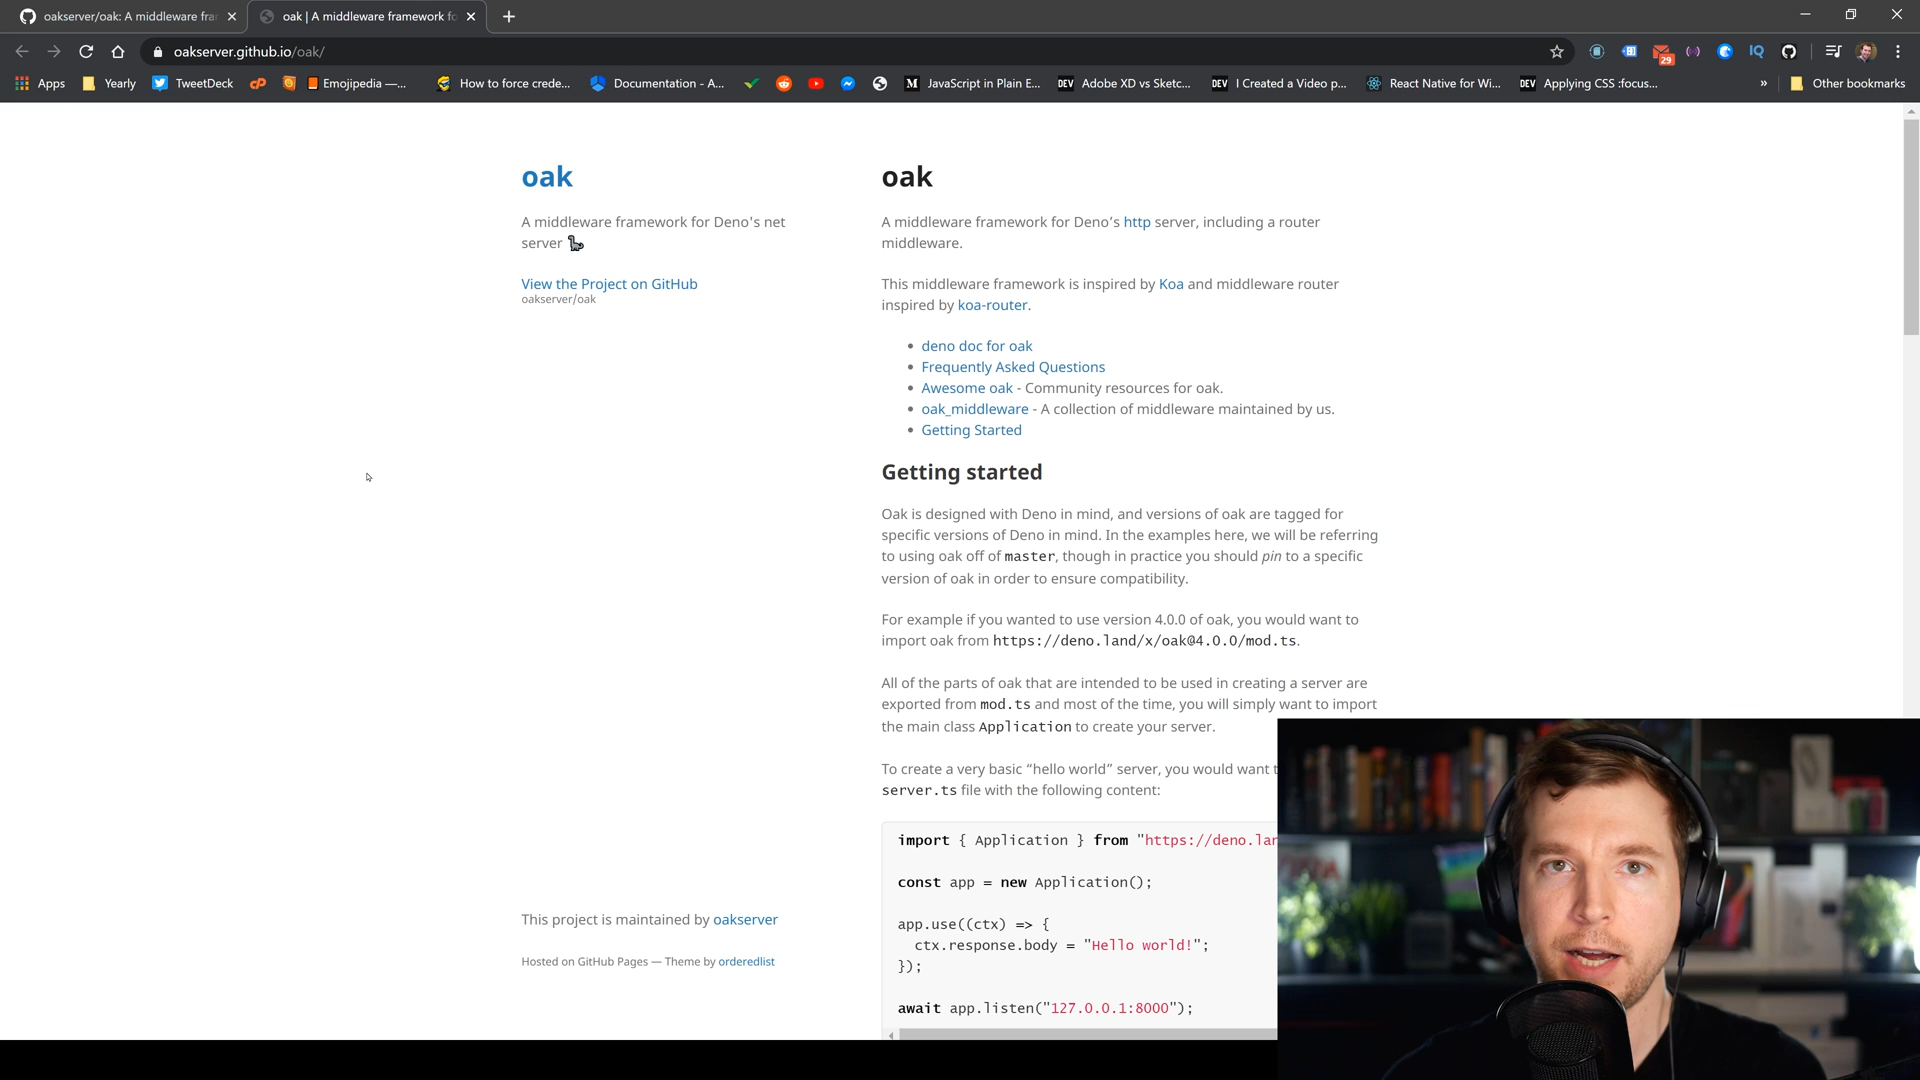 oakserver/oak: A middleware fra
oak | A middleware framework fo
oakserver.github.io/oak/
29
IQ
Apps
Yearly
TweetDeck
Emojipedia —...
How to force crede...
Documentation - A...
JavaScript in Plain E...
DEV Adobe XD vs Sketc...
DEV I Created a Video p...
React Native for Wi...
DEV Applying CSS :focus...
» Other bookmarks
oak
A middleware framework for Deno's net
server 🦕
View the Project on GitHub
oakserver/oak
This project is maintained by oakserver
Hosted on GitHub Pages — Theme by orderedlist
oak
A middleware framework for Deno’s http server, including a router
middleware.
This middleware framework is inspired by Koa and middleware router
inspired by koa-router.
• deno doc for oak
• Frequently Asked Questions
• Awesome oak - Community resources for oak.
• oak_middleware - A collection of middleware maintained by us.
• Getting Started
Getting started
Oak is designed with Deno in mind, and versions of oak are tagged for
specific versions of Deno in mind. In the examples here, we will be referring
to using oak off of master, though in practice you should pin to a specific
version of oak in order to ensure compatibility.
For example if you wanted to use version 4.0.0 of oak, you would want to
import oak from https://deno.land/x/oak@4.0.0/mod.ts.
All of the parts of oak that are intended to be used in creating a server are
exported from mod.ts and most of the time, you will simply want to import
the main class Application to create your server.
To create a very basic “hello world” server, you would want t
server.ts file with the following content:
import { Application } from "https://deno.lan
const app = new Application();
app.use((ctx) => {
ctx.response.body = "Hello world!";
});
await app.listen("127.0.0.1:8000");